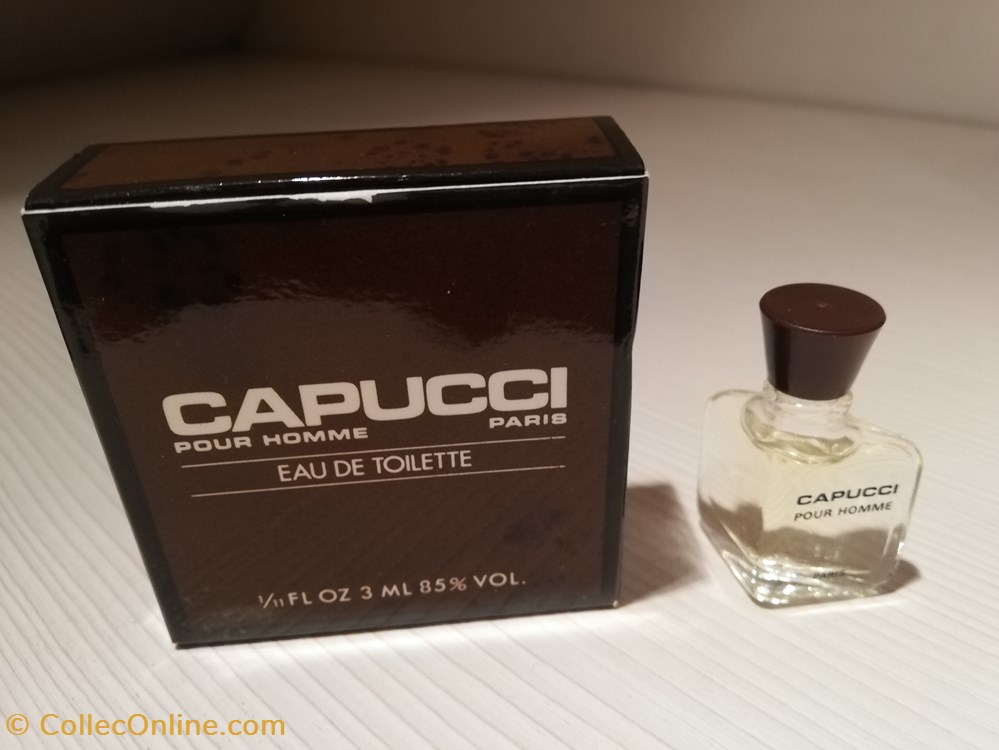 CAPUCCI
POUR HOMME PARIS
EAU DE TOILETTE
1/11 FL OZ 3 ML 85% VOL.
CAPUCCI
POUR HOMME
PARIS
© CollecOnline.com